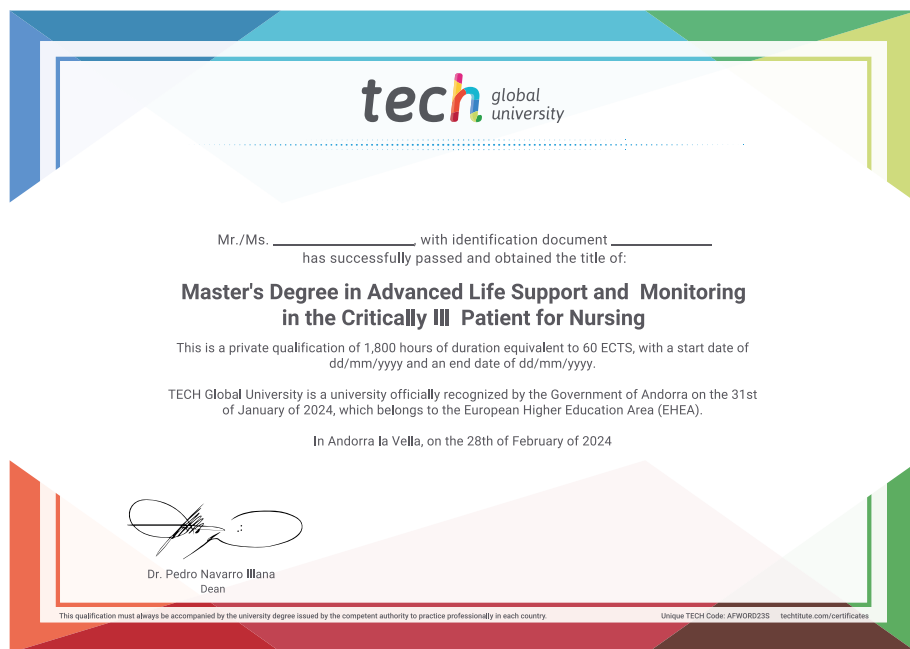 tech global university
Mr./Ms. ____________, with identification document ____________
has successfully passed and obtained the title of:
Master's Degree in Advanced Life Support and Monitoring
in the Critically Ill Patient for Nursing
This is a private qualification of 1,800 hours of duration equivalent to 60 ECTS, with a start date of
dd/mm/yyyy and an end date of dd/mm/yyyy.
TECH Global University is a university officially recognized by the Government of Andorra on the 31st
of January of 2024, which belongs to the European Higher Education Area (EHEA).
In Andorra la Vella, on the 28th of February of 2024
Dr. Pedro Navarro Illana
Dean
This qualification must always be accompanied by the university degree issued by the competent authority to practice professionally in each country.
Unique TECH Code: AFWORD23S techtitute.com/certificates